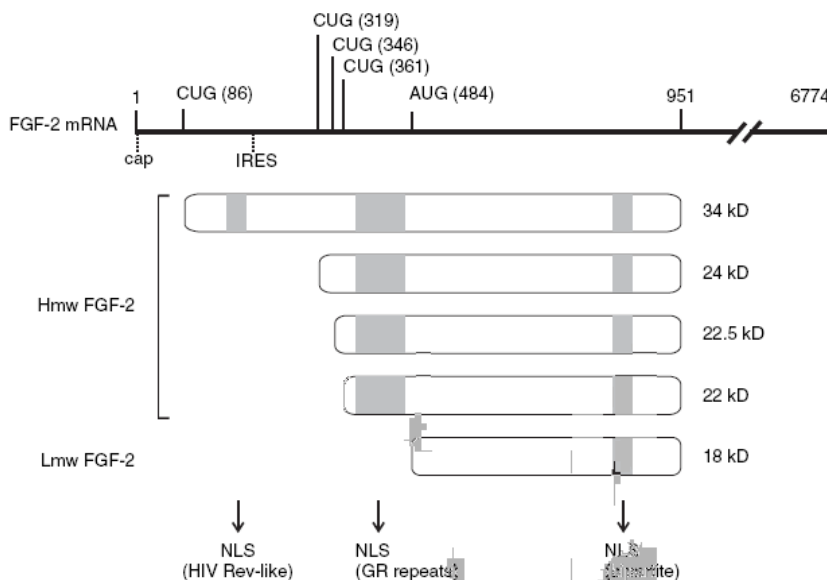 CUG (319)
CUG (346)
CUG (361)
1
CUG (86)
AUG (484)
951
6774
FGF-2 mRNA
cap
IRES
34 kD
24 kD
Hmw FGF-2
22.5 kD
22 kD
Lmw FGF-2
18 kD
NLS
(HIV Rev-like)
NLS
(GR repeats)